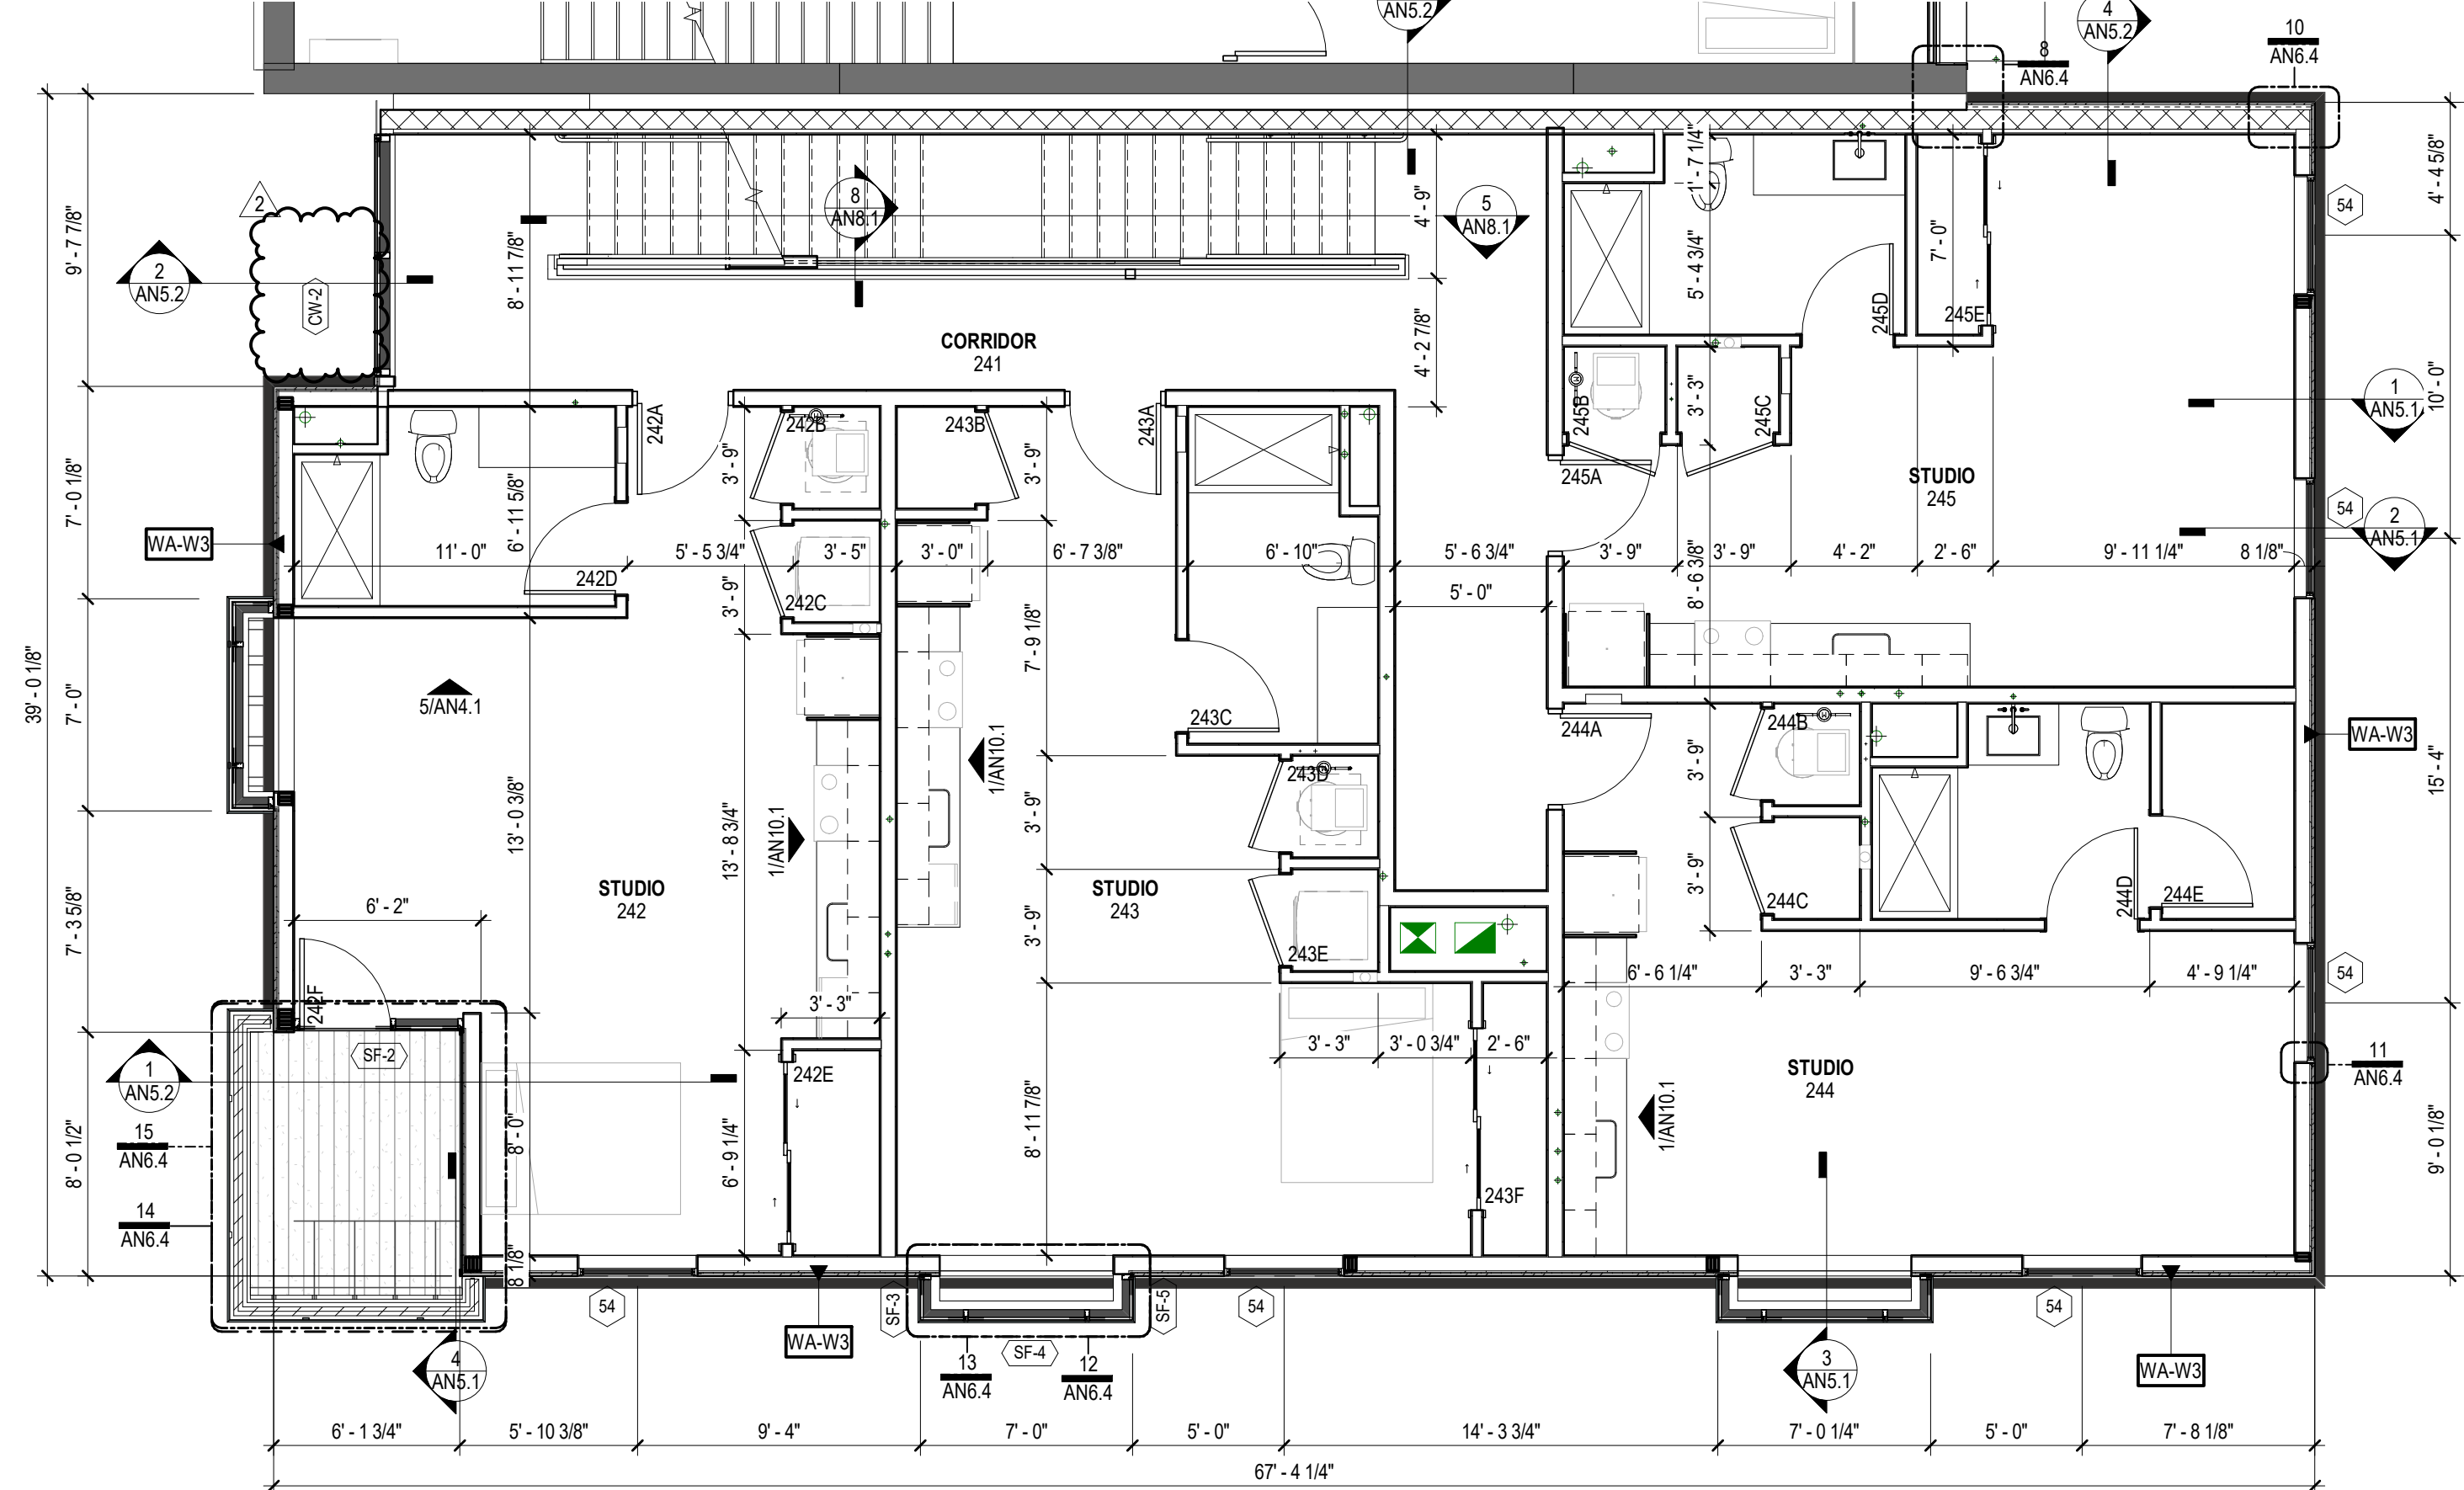 AN5.2
4
AN5.2
10
AN6.4
8
AN6.4
2
9' - 7 7/8"
8' - 11 7/8"
8
AN8.1
4' - 9"
5
AN8.1
1' - 7 1/4"
5' - 4 3/4"
7' - 0"
54
4' - 4 5/8"
2
AN5.2
CW-2
245D
245E
CORRIDOR
241
4' - 2 7/8"
1
AN5.1
10' - 0"
242A
242B
243B
243A
245B
3' - 3"
245C
245A
STUDIO
245
7' - 0 1/8"
6' - 11 5/8"
3' - 9"
3' - 9"
54
2
AN5.1
WA-W3
11' - 0"
5' - 5 3/4"
3' - 5"
3' - 0"
6' - 7 3/8"
6' - 10"
5' - 6 3/4"
3' - 9"
3' - 9"
4' - 2"
2' - 6"
9' - 11 1/4"
8 1/8"
242D
3' - 9"
242C
5' - 0"
8' - 6 3/8"
39' - 0 1/8"
7' - 0"
5/AN4.1
7' - 9 1/8"
243C
244A
244B
WA-W3
13' - 0 3/8"
13' - 8 3/4"
1/AN10.1
1/AN10.1
243D
3' - 9"
3' - 9"
15' - 4"
STUDIO
242
STUDIO
243
3' - 9"
244C
244D
244E
7' - 3 5/8"
6' - 2"
3' - 9"
243E
242F
3' - 3"
6' - 6 1/4"
3' - 3"
9' - 6 3/4"
4' - 9 1/4"
54
SF-2
3' - 3"
3' - 0 3/4"
2' - 6"
1
AN5.2
242E
STUDIO
244
11
AN6.4
15
AN6.4
8' - 0 1/2"
8' - 0"
6' - 9 1/4"
8' - 11 7/8"
1/AN10.1
9' - 0 1/8"
14
AN6.4
243F
8 1/8"
54
SF-3
SF-5
54
54
WA-W3
SF-4
4
AN5.1
13
AN6.4
12
AN6.4
3
AN5.1
WA-W3
6' - 1 3/4"
5' - 10 3/8"
9' - 4"
7' - 0"
5' - 0"
14' - 3 3/4"
7' - 0 1/4"
5' - 0"
7' - 8 1/8"
67' - 4 1/4"